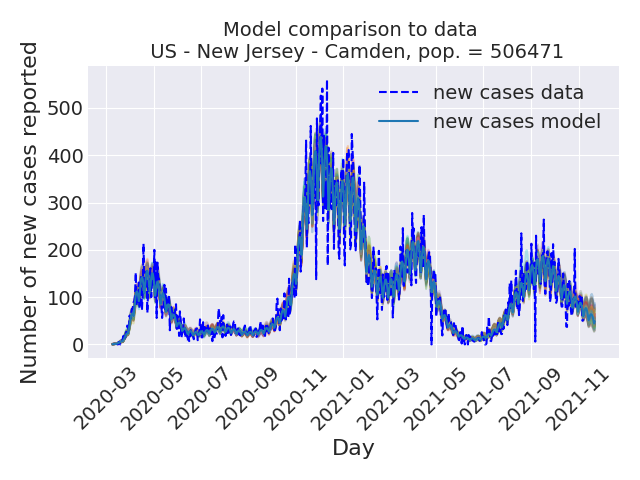 Model comparison to data
US - New Jersey - Camden, pop. = 506471
Number of new cases reported
500
400
300
200
100
0
new cases data
new cases model
2020-03
2020-05
2020-07
2020-09
2020-11
2021-01
2021-03
2021-05
2021-07
2021-09
2021-11
Day